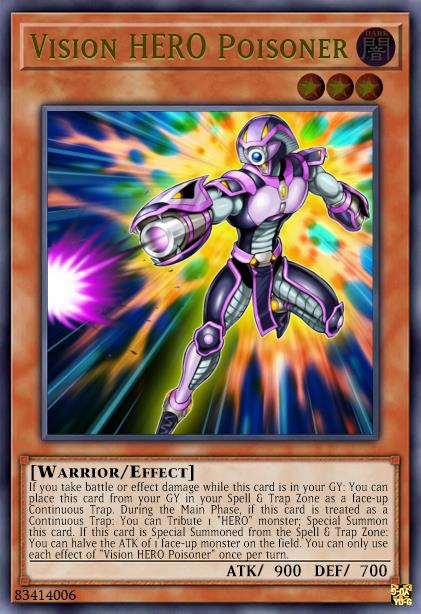 Vision HERO Poisoner
DARK
闇
[Warrior/Effect]
If you take battle or effect damage while this card is in your GY: You can
place this card from your GY in your Spell & Trap Zone as a face-up
Continuous Trap. During the Main Phase, if this card is treated as a
Continuous Trap: You can Tribute 1 "HERO" monster; Special Summon
this card. If this card is Special Summoned from the Spell & Trap Zone:
You can halve the ATK of 1 face-up monster on the field. You can only use
each effect of "Vision HERO Poisoner" once per turn.
ATK/ 900 DEF/ 700
83414006